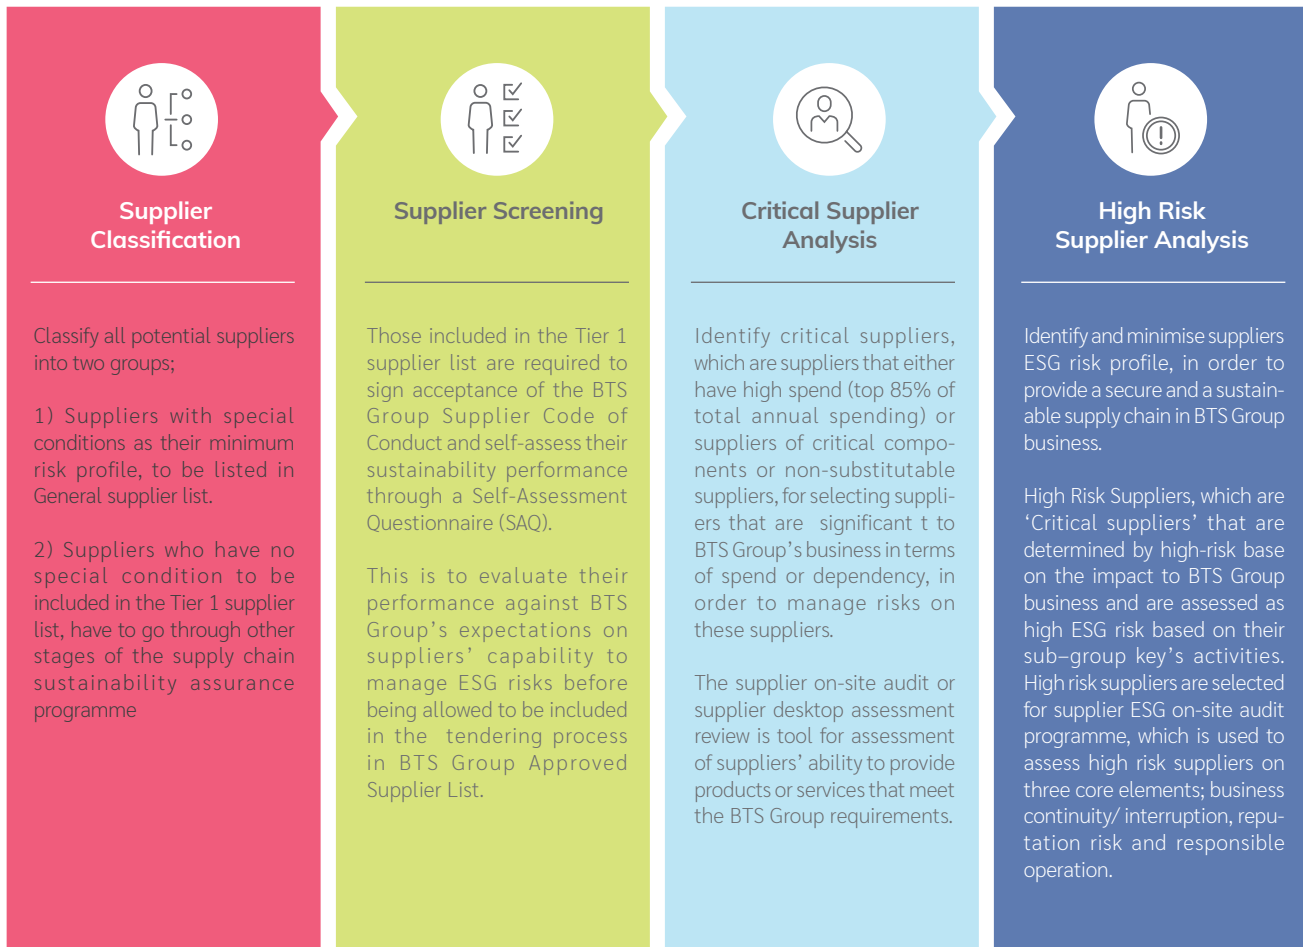 Supplier
Classification
Classify all potential suppliers
into two groups;
1) Suppliers with special
conditions as their minimum
risk profile, to be listed in
General supplier list.
2) Suppliers who have no
special condition to be
included in the Tier 1 supplier
list, have to go through other
stages of the supply chain
sustainability assurance
programme
Supplier Screening
Those included in the Tier 1
supplier list are required to
sign acceptance of the BTS
Group Supplier Code of
Conduct and self-assess their
sustainability performance
through a Self-Assessment
Questionnaire (SAQ).
This is to evaluate their
performance against BTS
Group's expectations on
suppliers' capability to
manage ESG risks before
being allowed to be included
in the tendering process
in BTS Group Approved
Supplier List.
Critical Supplier
Analysis
Identify critical suppliers,
which are suppliers that either
have high spend (top 85% of
total annual spending) or
suppliers of critical compo-
nents or non-substitutable
suppliers, for selecting suppli-
ers that are significant t to
BTS Group's business in terms
of spend or dependency, in
order to manage risks on
these suppliers.
The supplier on-site audit or
supplier desktop assessment
review is tool for assessment
of suppliers' ability to provide
products or services that meet
the BTS Group requirements.
High Risk
Supplier Analysis
Identify and minimise suppliers
ESG risk profile, in order to
provide a secure and a sustain-
able supply chain in BTS Group
business.
High Risk Suppliers, which are
‘Critical suppliers’ that are
determined by high-risk base
on the impact to BTS Group
business and are assessed as
high ESG risk based on their
sub–group key's activities.
High risk suppliers are selected
for supplier ESG on-site audit
programme, which is used to
assess high risk suppliers on
three core elements; business
continuity/ interruption, repu-
tation risk and responsible
operation.